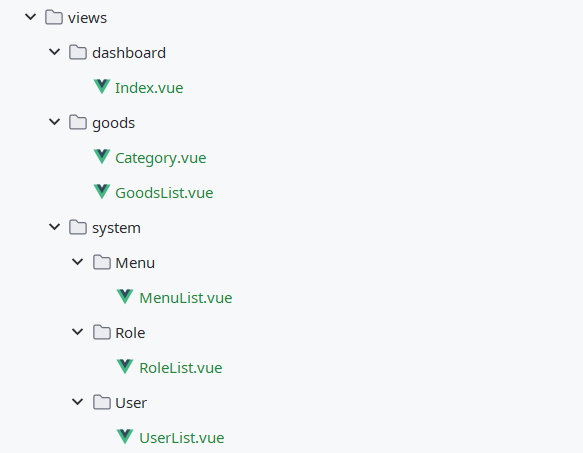 views
dashboard
Index.vue
goods
Category.vue
GoodsList.vue
system
Menu
MenuList.vue
Role
RoleList.vue
User
UserList.vue